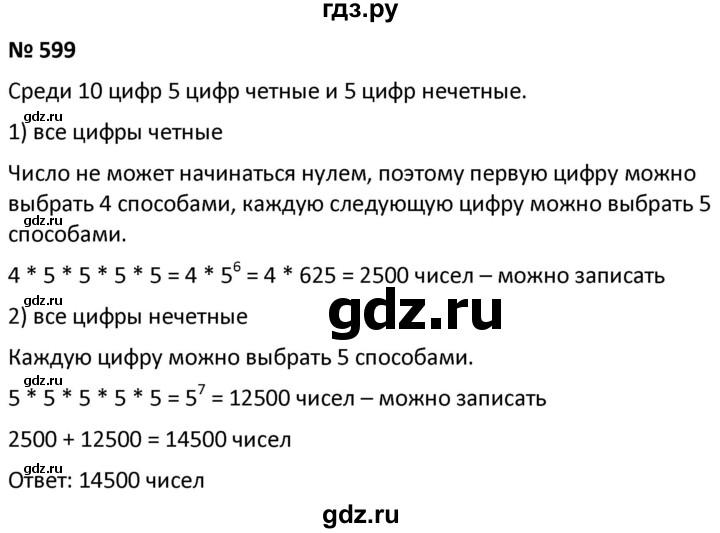 гдз.ру
№ 599
Среди 10 цифр 5 цифр четные и 5 цифр нечетные.
gdz.ru
1) все цифры четные
Число не может начинаться нулем, поэтому первую цифру можно
выбрать 4 способами, каждую следующую цифру можно выбрать 5
gdz.ru
способами.
4 * 5 * 5 * 5 * 5 = 4 * 5⁶ = 4 * 625 = 2500 чисел – можно записать
gdz.ru
2) все цифры нечетные
gdz.ru
Каждую цифру можно выбрать 5 способами.
gdz.ru
5 * 5 * 5 * 5 * 5 = 5⁷ = 12500 чисел – можно записать
2500 + 12500 = 14500 чисел
gdz.ru
Ответ: 14500 чисел
gdz.ru